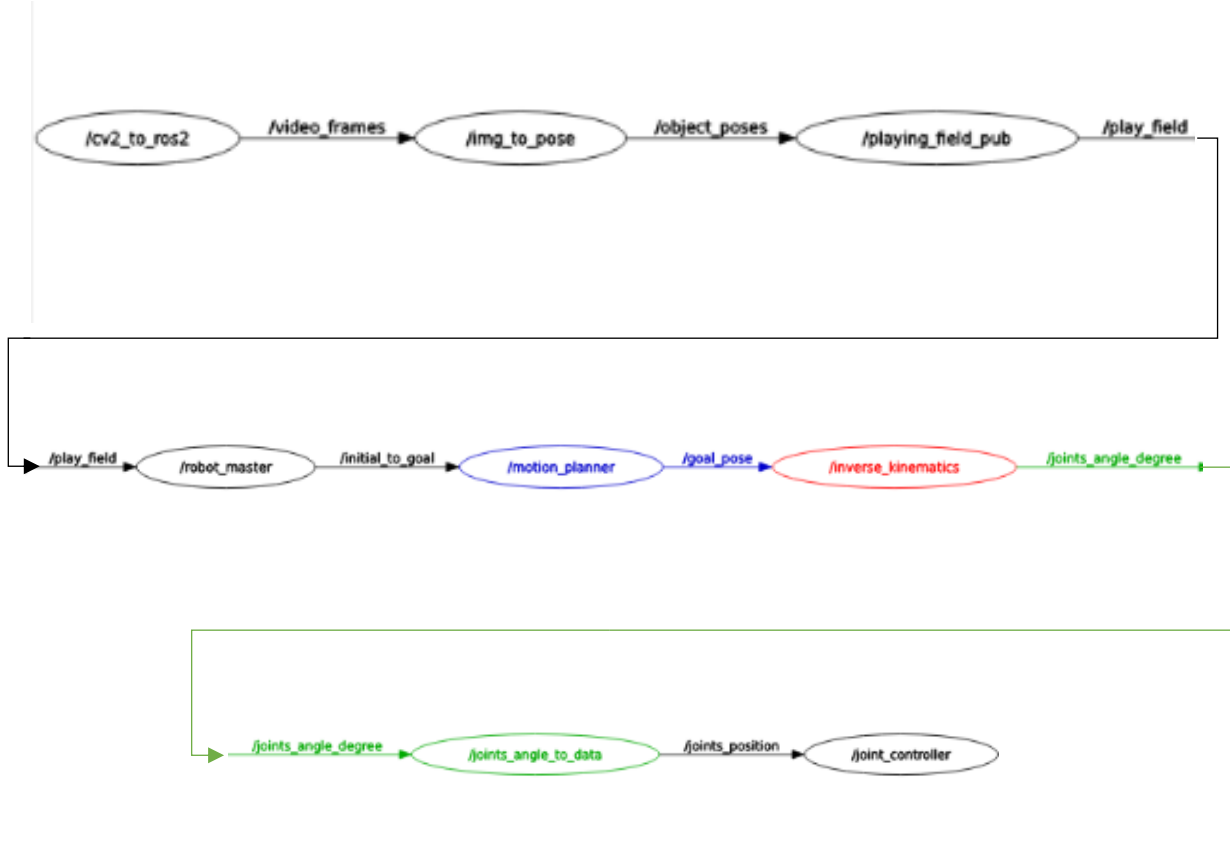 /cv2_to_ros2 /video_frames /img_to_pose /object_poses /playing_field_pub /play_field
/play_field /robot_master /initial_to_goal /motion_planner /goal_pose /inverse_kinematics /joints_angle_degree
/joints_angle_degree /joints_angle_to_data /joints_position /joint_controller